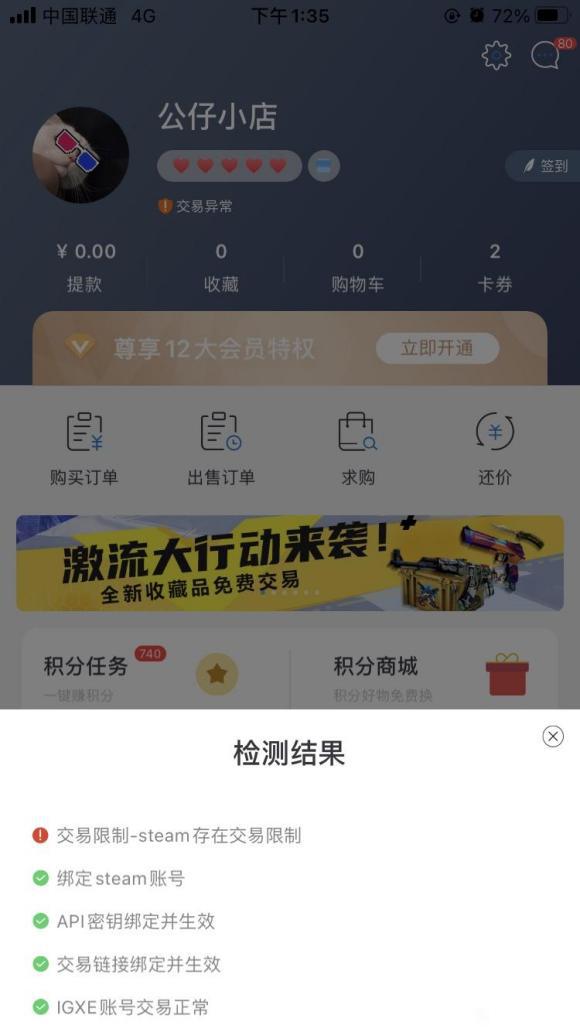 中国联通 4G 下午1:35 72%
80
公仔小店
签到
交易异常
¥ 0.00 0 0 2
提款 收藏 购物车 卡券
尊享12大会员特权 立即开通
购买订单 出售订单 求购 还价
激流大行动来袭!
全新收藏品免费交易
积分任务 740 积分商城
一键赚积分 积分好物免费换
检测结果
交易限制-steam存在交易限制
绑定steam账号
API密钥绑定并生效
交易链接绑定并生效
IGXE账号交易正常